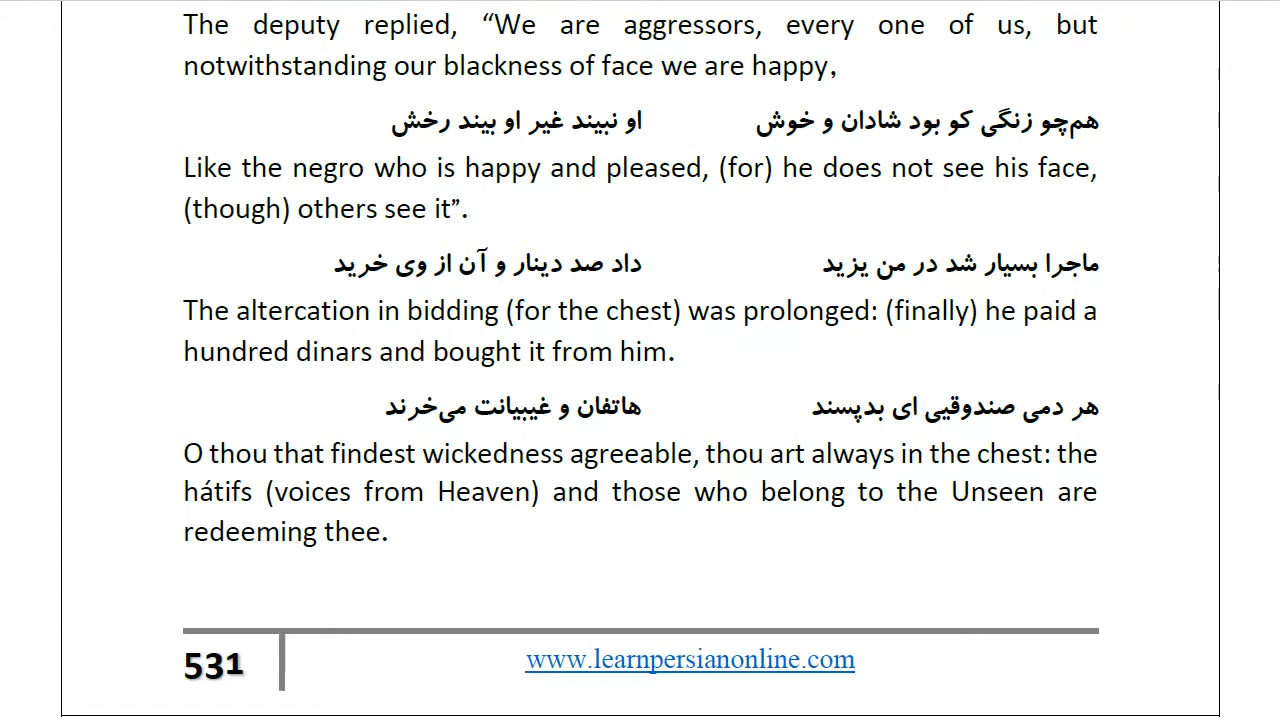 The deputy replied, “We are aggressors, every one of us, but
notwithstanding our blackness of face we are happy,
هم‌چو زنگی کو بود شادان و خوش او نبیند غیر او بیند رخش
Like the negro who is happy and pleased, (for) he does not see his face,
(though) others see it”.
ماجرا بسیار شد در من یزید داد صد دینار و آن از وی خرید
The altercation in bidding (for the chest) was prolonged: (finally) he paid a
hundred dinars and bought it from him.
هر دمی صندوقیی ای بدپسند هاتفان و غیبیانت می‌خرند
O thou that findest wickedness agreeable, thou art always in the chest: the
hátifs (voices from Heaven) and those who belong to the Unseen are
redeeming thee.
531 www.learnpersianonline.com